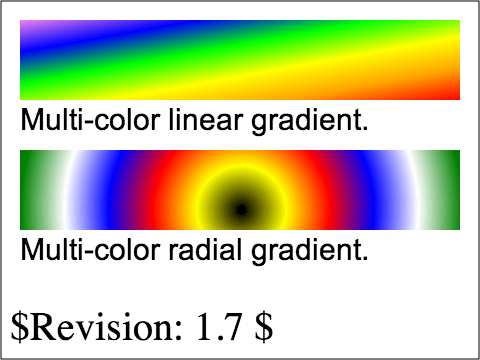 Multi-color linear gradient.
Multi-color radial gradient.
$Revision: 1.7 $